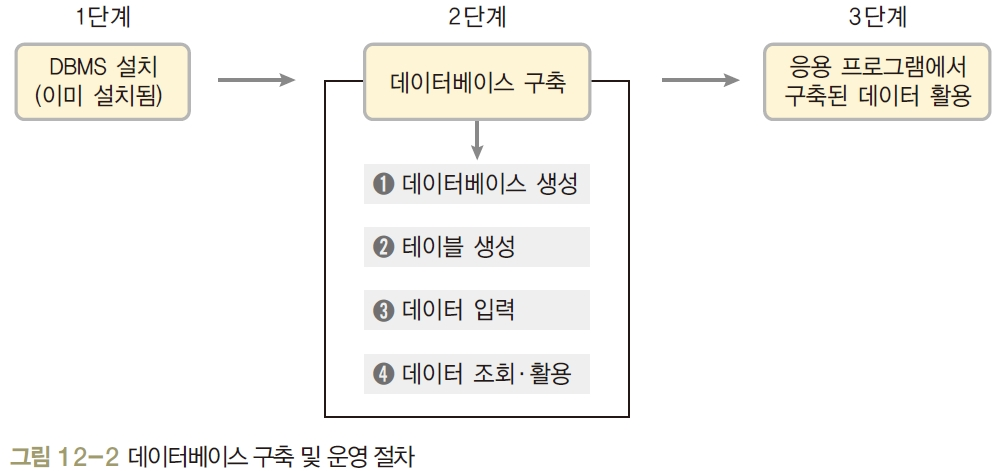 1단계
2단계
3단계
DBMS 설치
(이미 설치됨)
데이터베이스 구축
응용 프로그램에서
구축된 데이터 활용
❶ 데이터베이스 생성
❷ 테이블 생성
❸ 데이터 입력
❹ 데이터 조회·활용
그림 12-2 데이터베이스 구축 및 운영 절차